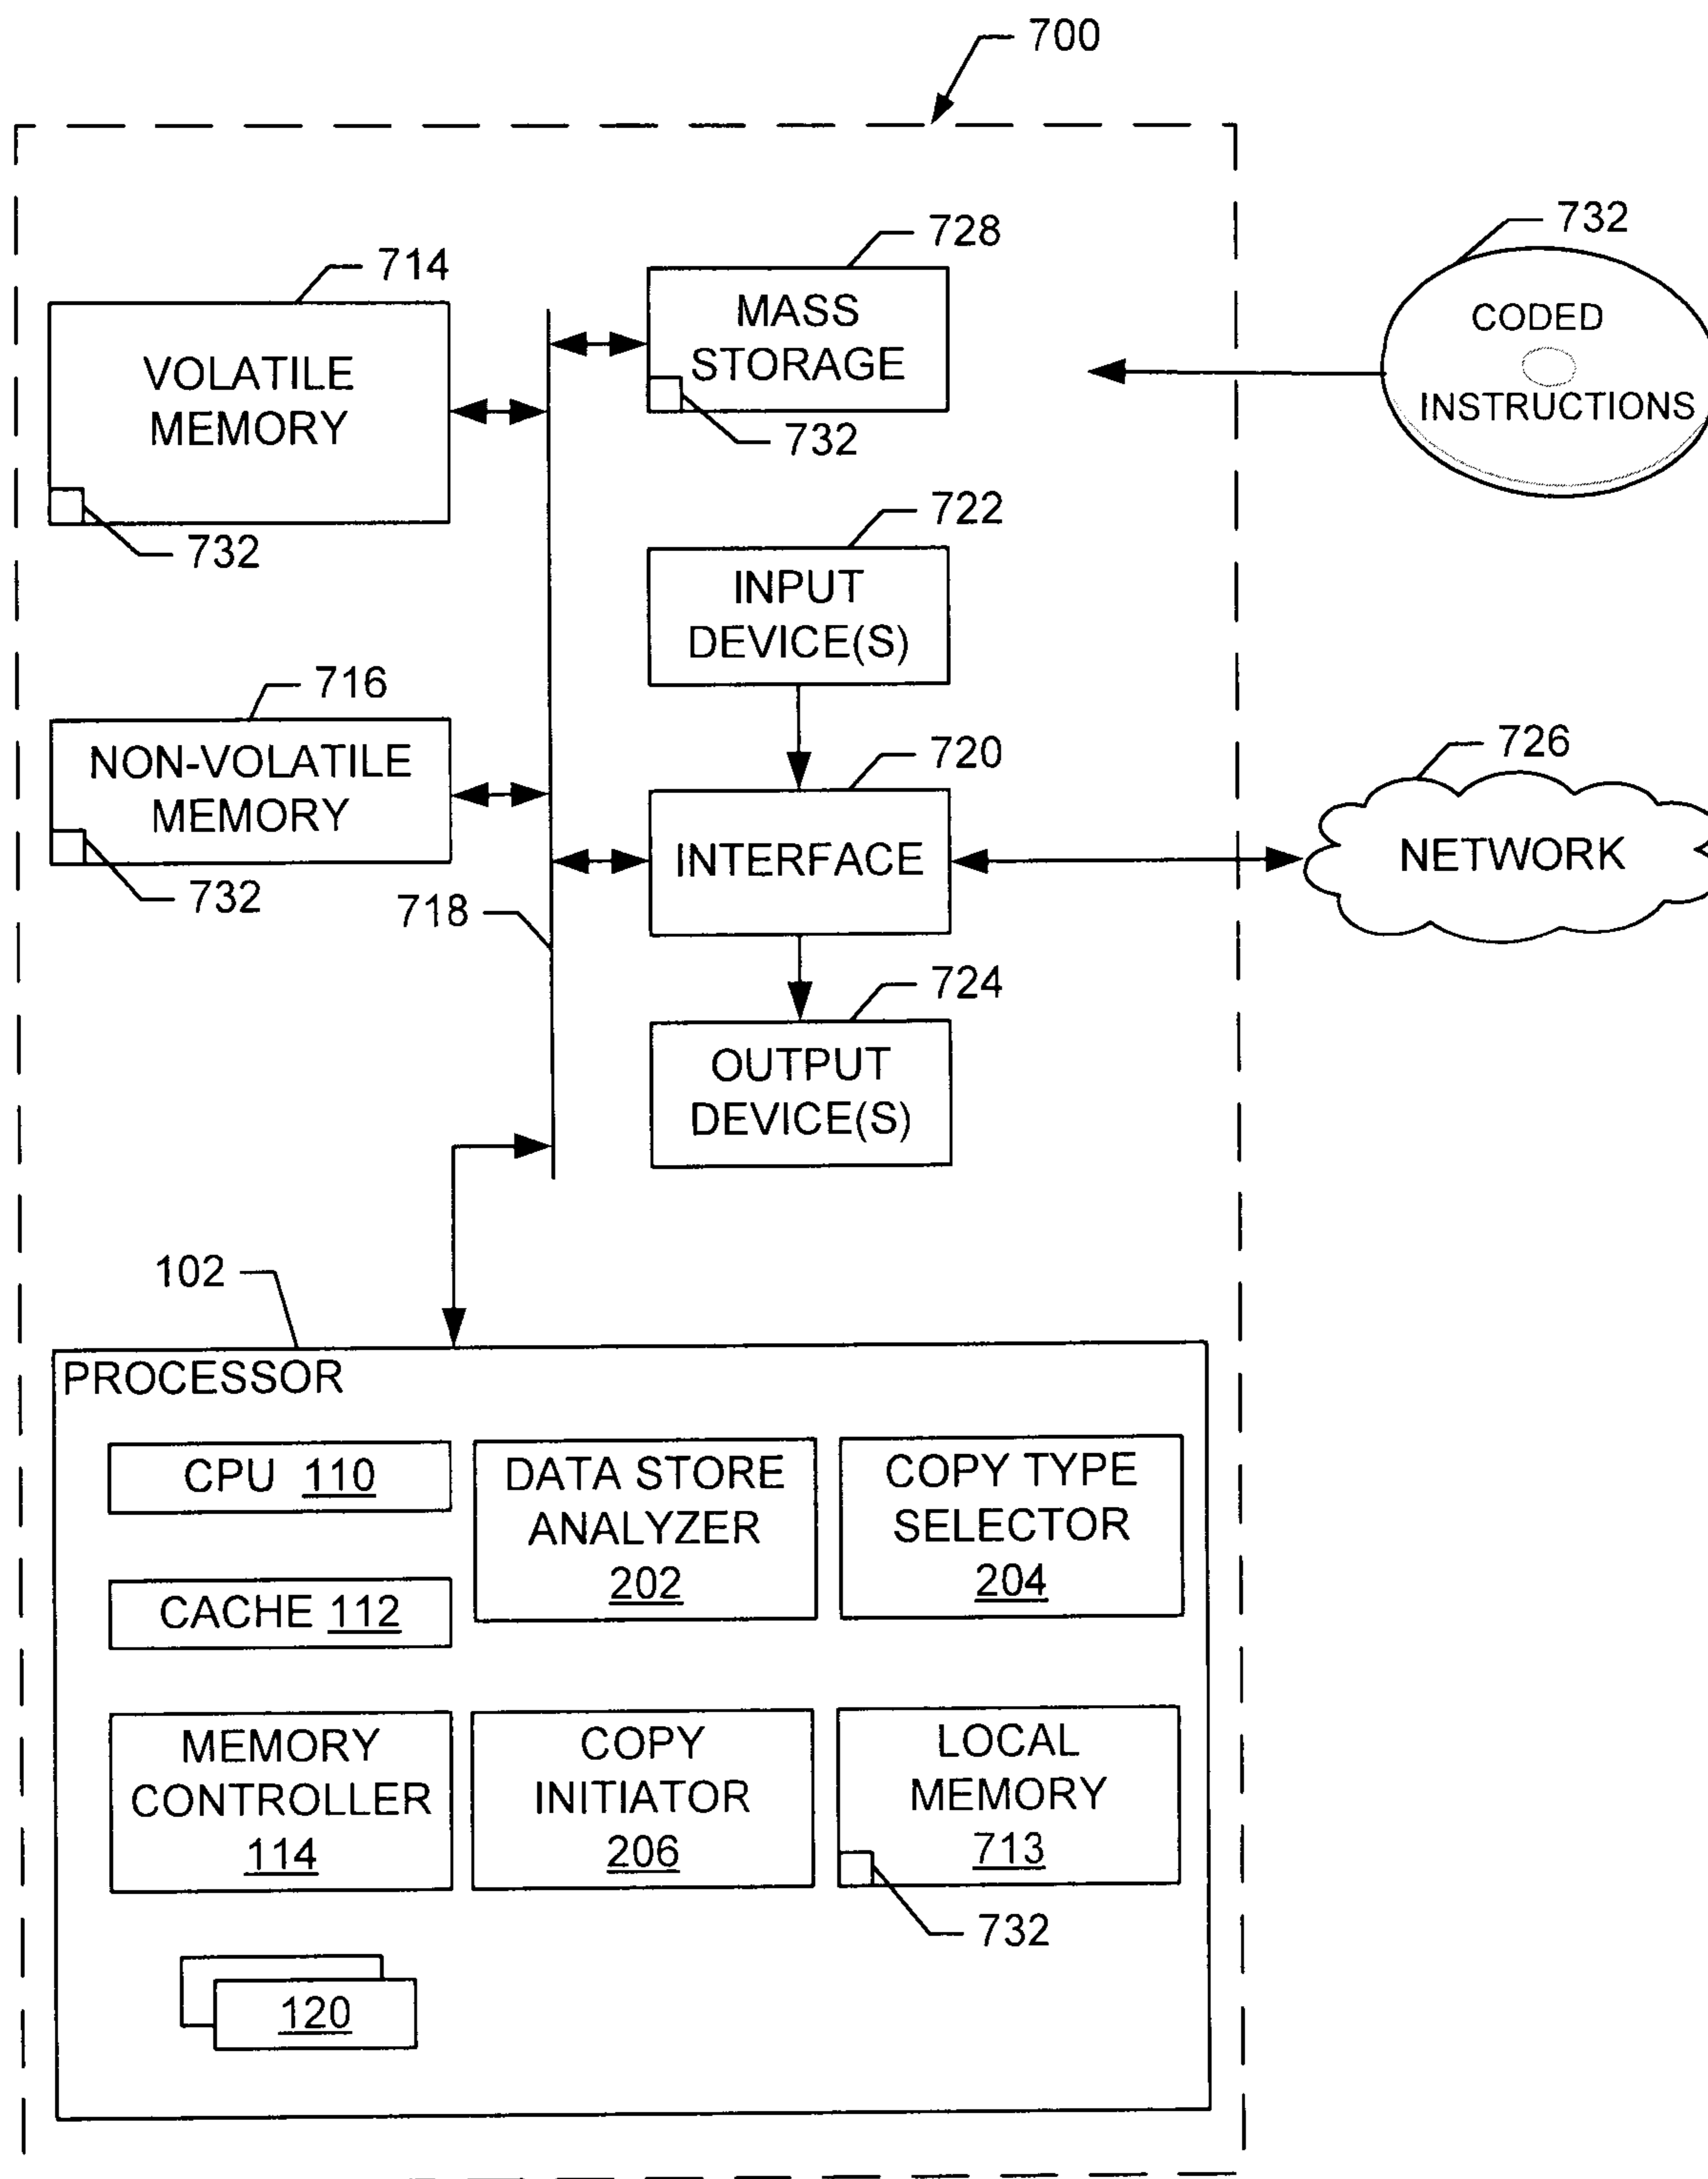 700
728
732
714
MASS
STORAGE
CODED
INSTRUCTIONS
VOLATILE
MEMORY
732
732
722
INPUT
DEVICE(S)
716
720
726
NON-VOLATILE
MEMORY
INTERFACE
NETWORK
732
718
724
OUTPUT
DEVICE(S)
102
PROCESSOR
CPU 110
DATA STORE
ANALYZER
202
COPY TYPE
SELECTOR
204
CACHE 112
MEMORY
CONTROLLER
114
COPY
INITIATOR
206
LOCAL
MEMORY
713
732
120